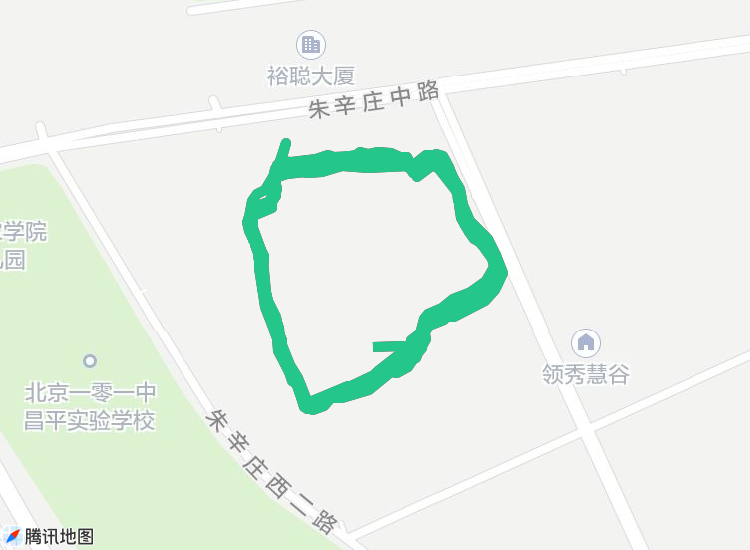 裕聪大厦
朱辛庄中路
学院
园
北京一零一中
昌平实验学校
领秀慧谷
朱辛庄西二路
腾讯地图